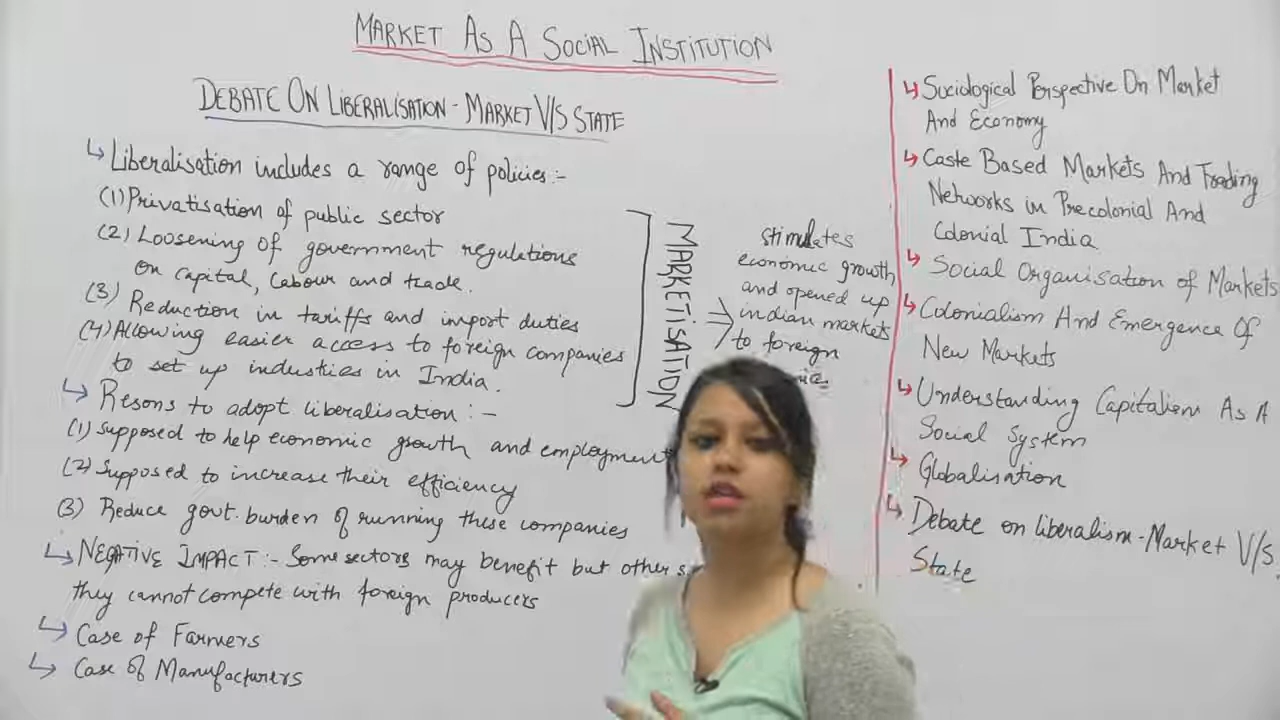 MARKET AS A SOCIAL INSTITUTION
DEBATE ON LIBERALISATION - MARKET V/S STATE
↳ Liberalisation includes a range of policies:-
(1) Privatisation of public sector
(2) Loosening of government regulations
on capital, labour and trade.
(3) Reduction in tariffs and import duties
(4) Allowing easier access to foreign companies
to set up industies in India.
↳ Resons to adopt liberalisation:-
(1) supposed to help economic growth and employment
(2) supposed to increase their efficiency
(3) Reduce govt. burden of running these companies
↳ NEGATIVE IMPACT:- Some sectors may benefit but other
they cannot compete with foreign producers
↳ Case of Farmers
↳ Case of Manufacturers
MARKETISATION
stimulates
economic growth
and opened up
indian markets
to foreign
↳ Sociological Perspective On Market
And Economy
↳ Caste Based Markets And Trading
Networks in Precolonial And
Colonial India
↳ Social Organisation of Markets
↳ Colonialism And Emergence Of
New Markets
↳ Understanding Capitalism As A
Social System
↳ Globalisation
↳ Debate on liberalism-Market V/S.
State